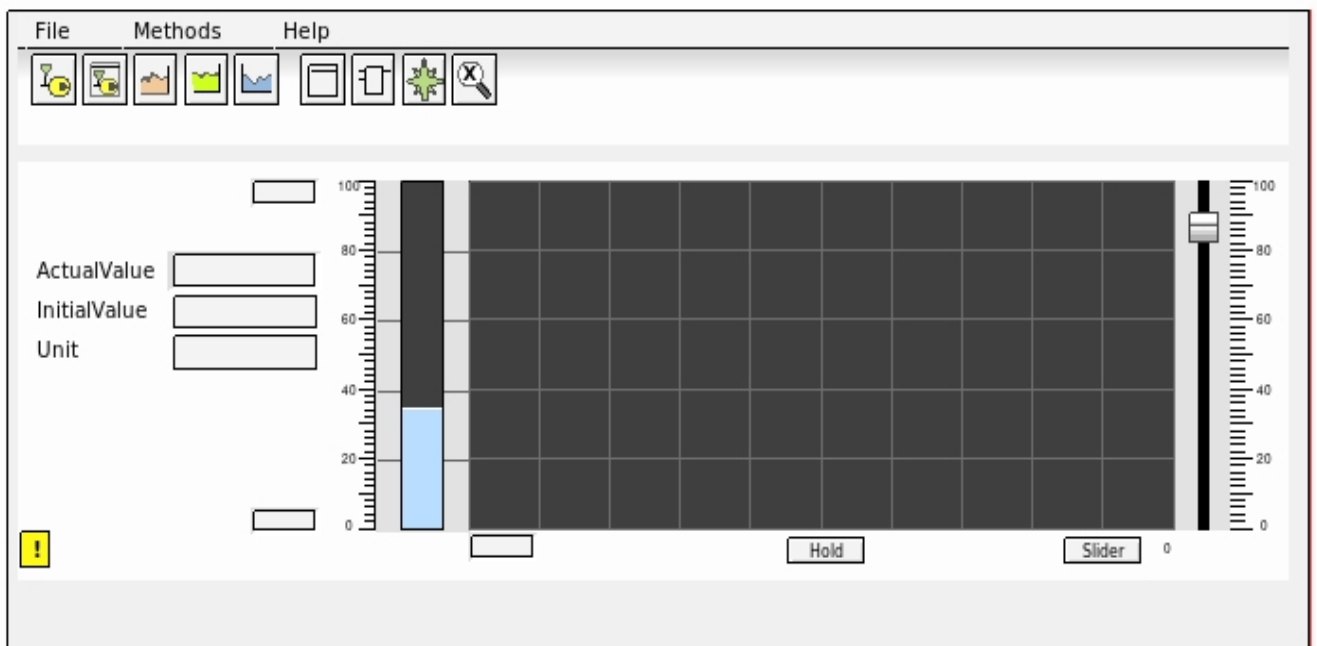 File Methods Help
X
100 100
80 80
ActualValue
InitialValue
60 60
Unit
40 40
20 20
0 0
!
Hold Slider 0